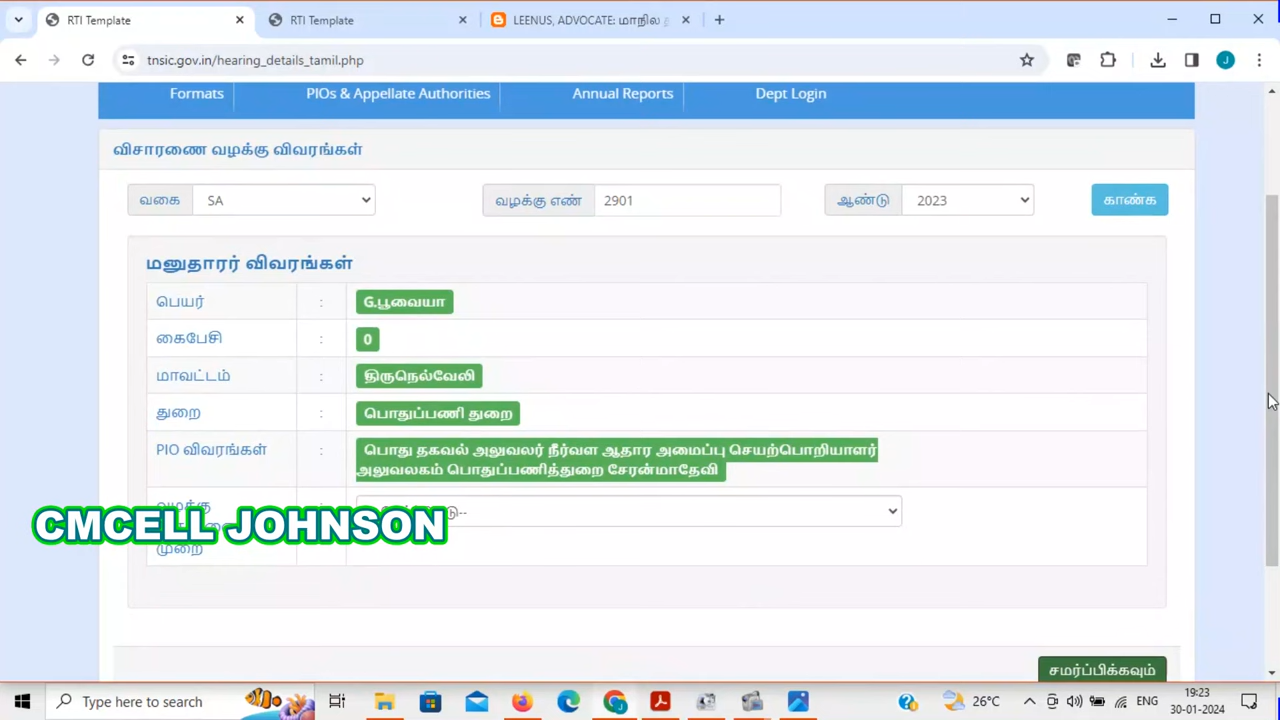 RTI Template
RTI Template
LEENUS, ADVOCATE: மாநில
tnsic.gov.in/hearing_details_tamil.php
J
Formats
PIOs & Appellate Authorities
Annual Reports
Dept Login
விசாரணை வழக்கு விவரங்கள்
வகை SA
வழக்கு எண் 2901
ஆண்டு 2023
காண்க
மனுதாரர் விவரங்கள்
பெயர் : G.பூவையா
கைபேசி : 0
மாவட்டம் : திருநெல்வேலி
துறை : பொதுப்பணி துறை
PIO விவரங்கள் : பொது தகவல் அலுவலர் நீர்வள ஆதார அமைப்பு செயற்பொறியாளர்
அலுவலகம் பொதுப்பணித்துறை சேரன்மாதேவி
வழக்கு
முறை
CMCELL JOHNSON
சமர்ப்பிக்கவும்
Type here to search
26°C
ENG
19:23
30-01-2024